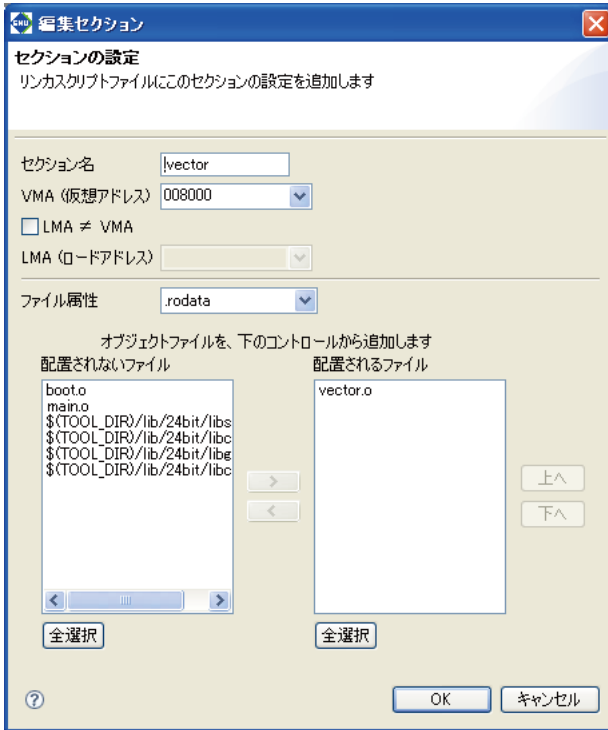 GNU 編集セクション
セクションの設定
リンカスクリプトファイルにこのセクションの設定を追加します
セクション名 .vector
VMA (仮想アドレス) 008000
LMA ≠ VMA
LMA (ロードアドレス)
ファイル属性 .rodata
オブジェクトファイルを、下のコントロールから追加します
配置されないファイル 配置されるファイル
boot.o vector.o
main.o
$(TOOL_DIR)/lib/24bit/libs
$(TOOL_DIR)/lib/24bit/libc
$(TOOL_DIR)/lib/24bit/libg
$(TOOL_DIR)/lib/24bit/libc
> 上へ
< 下へ
全選択 全選択
? OK キャンセル